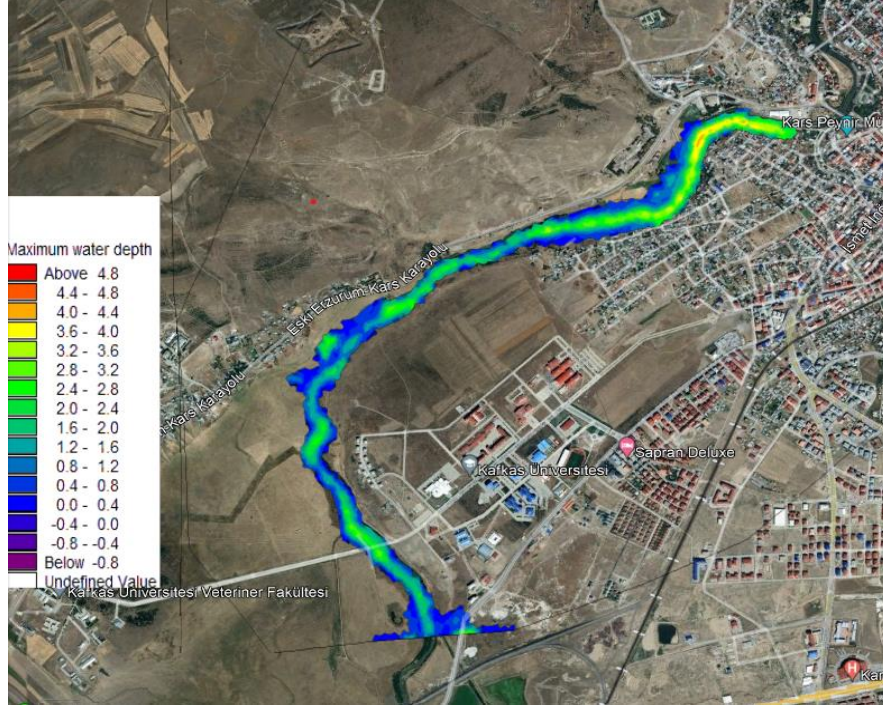 Kars Peynir Mü
İsmet İnö
Maximum water depth
Above 4.8
4.4 - 4.8
4.0 - 4.4
3.6 - 4.0
3.2 - 3.6
2.8 - 3.2
2.4 - 2.8
2.0 - 2.4
1.6 - 2.0
1.2 - 1.6
0.8 - 1.2
0.4 - 0.8
0.0 - 0.4
-0.4 - 0.0
-0.8 - -0.4
Below -0.8
Undefined Value
Eski Erzurum-Kars Karayolu
Kars Karayolu
Sapran Deluxe
Kafkas Üniversitesi
Kafkas Üniversitesi Veteriner Fakültesi
H
Kar